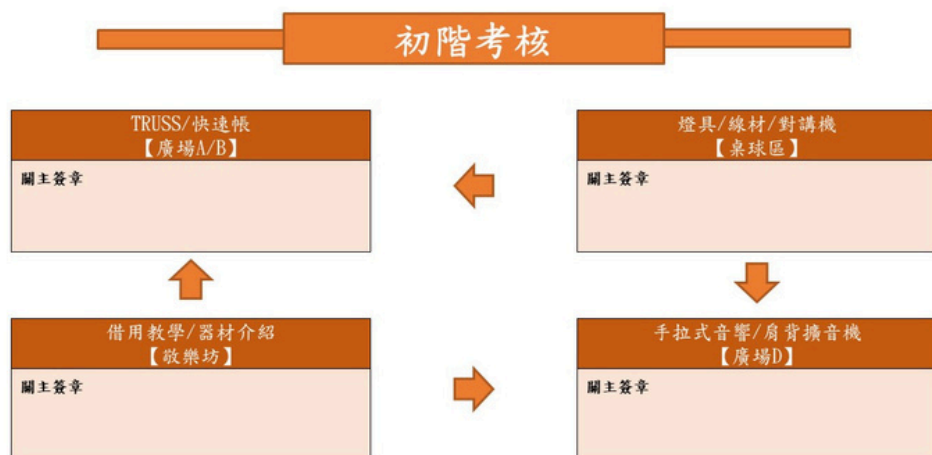 初階考核
TRUSS/快速帳
【廣場A/B】
關主簽章
燈具/線材/對講機
【桌球區】
關主簽章
借用教學/器材介紹
【敬樂坊】
關主簽章
手拉式音響/肩背擴音機
【廣場D】
關主簽章